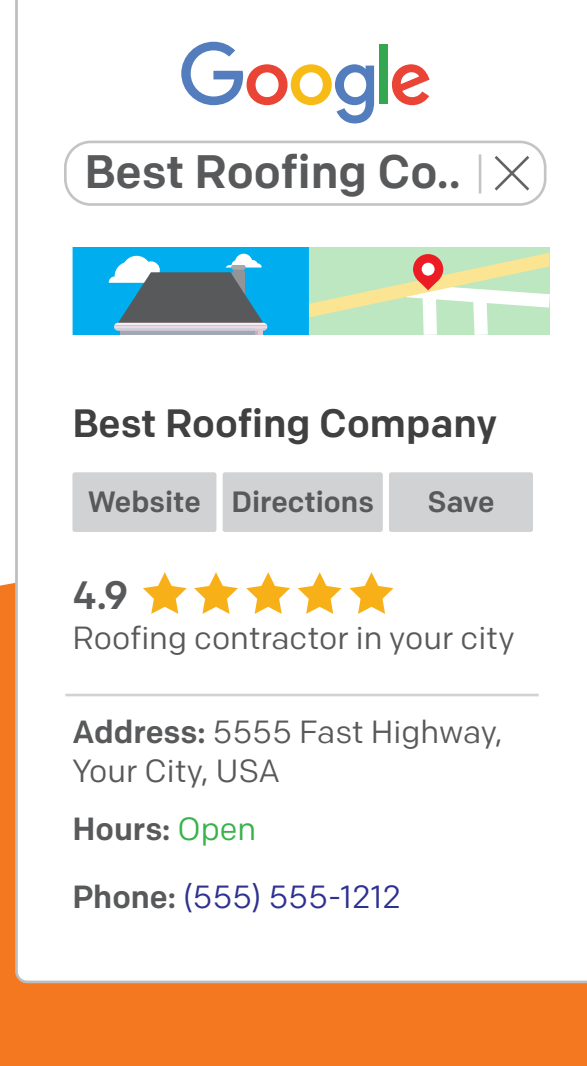 Google
Best Roofing Co..
Best Roofing Company
Website Directions Save
4.9
Roofing contractor in your city
Address: 5555 Fast Highway,
Your City, USA
Hours: Open
Phone: (555) 555-1212